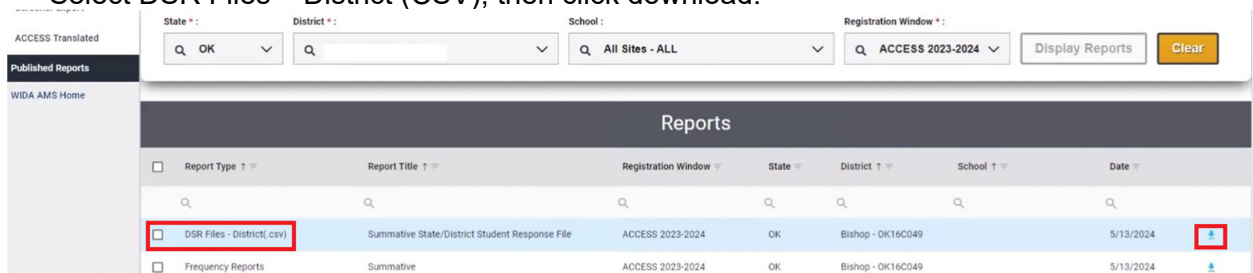 Select DSR Files – District (CSV), then click download.
State * :
District * :
School :
Registration Window * :
ACCESS Translated
OK
All Sites - ALL
ACCESS 2023-2024
Display Reports
Clear
Published Reports
WIDA AMS Home
Reports
Report Type
Report Title
Registration Window
State
District
School
Date
DSR Files - District(.csv)
Summative State/District Student Response File
ACCESS 2023-2024
OK
Bishop - OK16C049
5/13/2024
Frequency Reports
Summative
ACCESS 2023-2024
OK
Bishop - OK16C049
5/13/2024